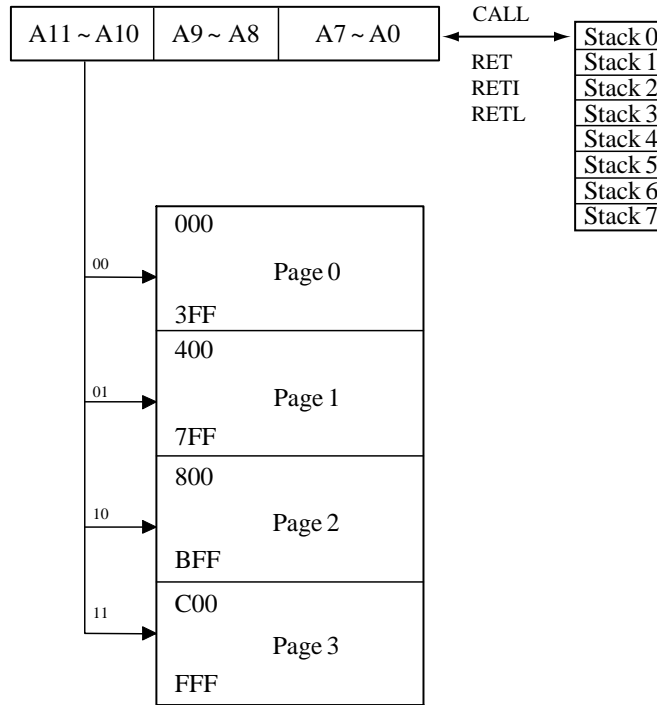 A11 ~ A10 A9 ~ A8 A7 ~ A0
CALL
RET
RETI
RETL
Stack 0
Stack 1
Stack 2
Stack 3
Stack 4
Stack 5
Stack 6
Stack 7
00
000
Page 0
3FF
01
400
Page 1
7FF
10
800
Page 2
BFF
11
C00
Page 3
FFF